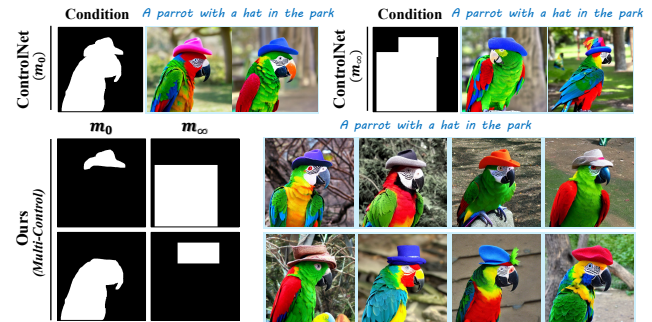 Condition
A parrot with a hat in the park
Condition
A parrot with a hat in the park
ControlNet
(m₀)
ControlNet
(m∞)
A parrot with a hat in the park
m₀
m∞
Ours
(Multi-Control)